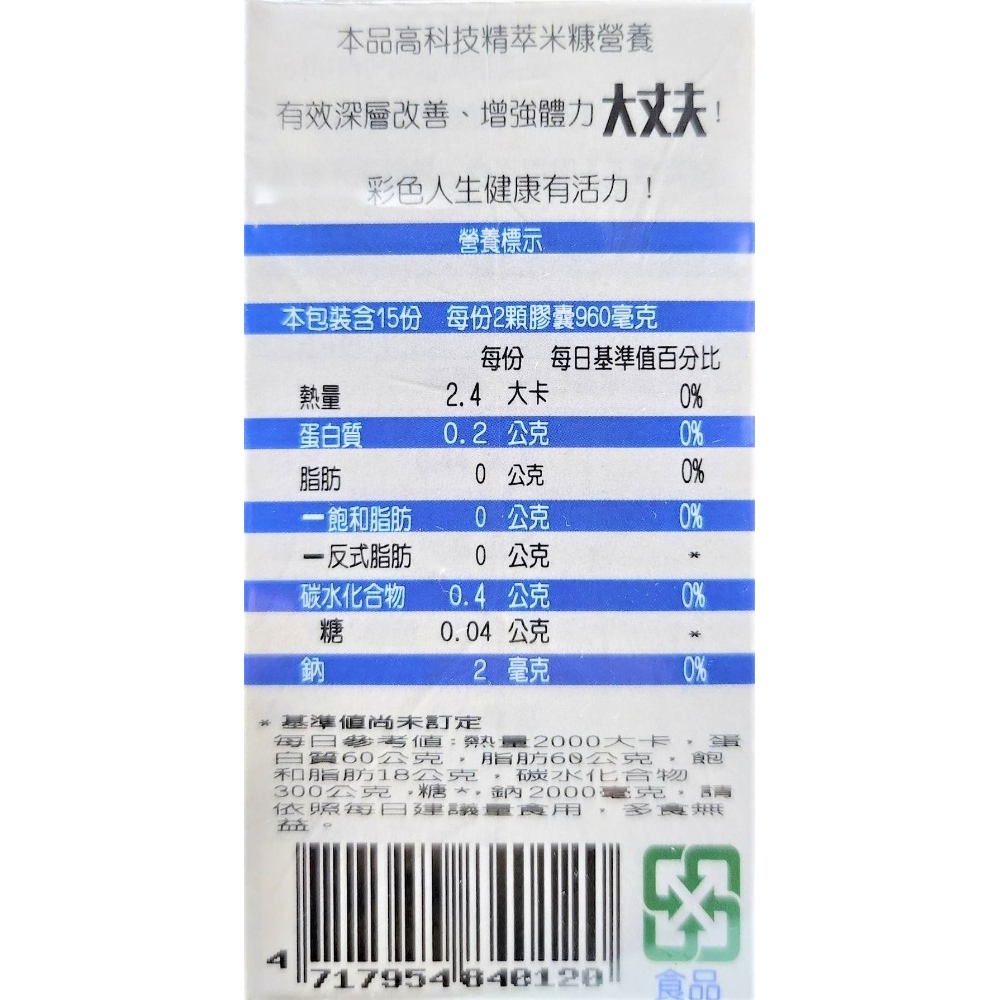 本品高科技精萃米糠營養
有效深層改善、增強體力大丈夫!
彩色人生健康有活力!
營養標示
本包裝含15份 每份2顆膠囊960毫克
每份 每日基準值百分比
熱量 2.4 大卡 0%
蛋白質 0.2 公克 0%
脂肪 0 公克 0%
一飽和脂肪 0 公克 0%
一反式脂肪 0 公克 *
碳水化合物 0.4 公克 0%
糖 0.04 公克 *
鈉 2 毫克 0%
* 基準值尚未訂定
每日參考值:熱量2000大卡,蛋
白質60公克,脂肪60公克,飽
和脂肪18公克,碳水化合物
300公克,糖*,鈉2000毫克,請
依照每日建議量食用,多食無
益。
4 717954 840120
食品